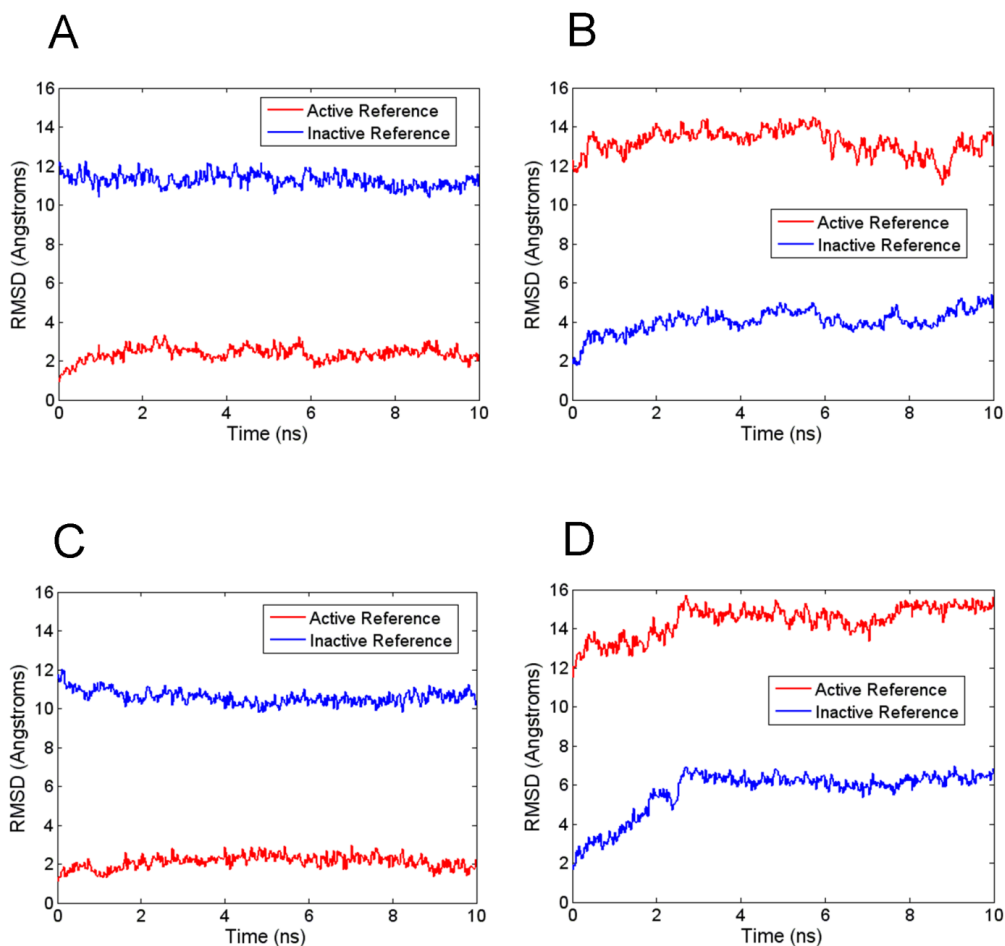 A
16
14
12
10
8
6
4
2
0
RMSD (Angstroms)
Active Reference
Inactive Reference
0 2 4 6 8 10
Time (ns)
B
16
14
12
10
8
6
4
2
0
RMSD (Angstroms)
Active Reference
Inactive Reference
0 2 4 6 8 10
Time (ns)
C
16
14
12
10
8
6
4
2
0
RMSD (Angstroms)
Active Reference
Inactive Reference
0 2 4 6 8 10
Time (ns)
D
16
14
12
10
8
6
4
2
0
RMSD (Angstroms)
Active Reference
Inactive Reference
0 2 4 6 8 10
Time (ns)